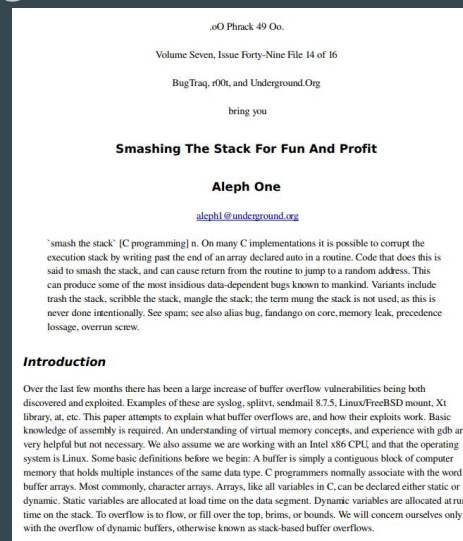 .oO Phrack 49 Oo.
Volume Seven, Issue Forty-Nine File 14 of 16
BugTraq, r00t, and Underground.Org
bring you
Smashing The Stack For Fun And Profit
Aleph One
aleph1@underground.org
`smash the stack` [C programming] n. On many C implementations it is possible to corrupt the
execution stack by writing past the end of an array declared auto in a routine. Code that does this is
said to smash the stack, and can cause return from the routine to jump to a random address. This
can produce some of the most insidious data-dependent bugs known to mankind. Variants include
trash the stack, scribble the stack, mangle the stack; the term mung the stack is not used, as this is
never done intentionally. See spam; see also alias bug, fandango on core, memory leak, precedence
lossage, overrun screw.
Introduction
Over the last few months there has been a large increase of buffer overflow vulnerabilities being both
discovered and exploited. Examples of these are syslog, splitvt, sendmail 8.7.5, Linux/FreeBSD mount, Xt
library, at, etc. This paper attempts to explain what buffer overflows are, and how their exploits work. Basic
knowledge of assembly is required. An understanding of virtual memory concepts, and experience with gdb ar
very helpful but not necessary. We also assume we are working with an Intel x86 CPU, and that the operating
system is Linux. Some basic definitions before we begin: A buffer is simply a contiguous block of computer
memory that holds multiple instances of the same data type. C programmers normally associate with the word
buffer arrays. Most commonly, character arrays. Arrays, like all variables in C, can be declared either static or
dynamic. Static variables are allocated at load time on the data segment. Dynamic variables are allocated at run
time on the stack. To overflow is to flow, or fill over the top, brims, or bounds. We will concern ourselves only
with the overflow of dynamic buffers, otherwise known as stack-based buffer overflows.